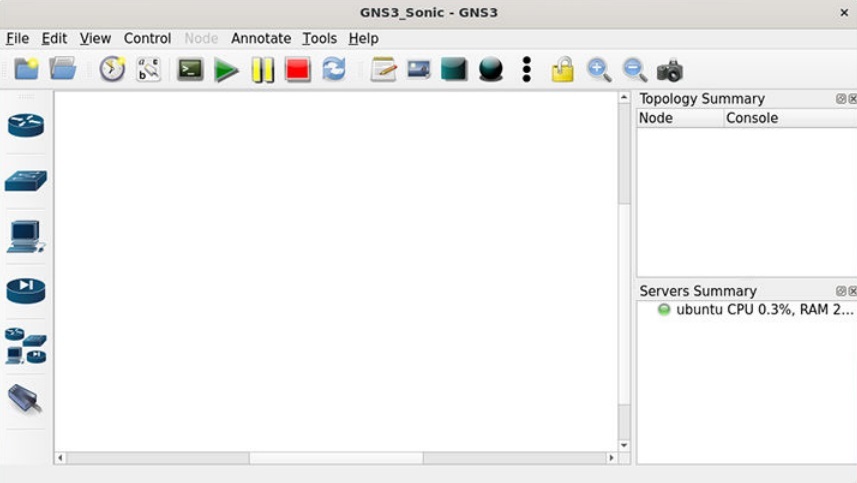 GNS3_Sonic - GNS3
File Edit View Control Node Annotate Tools Help
Topology Summary
Node Console
Servers Summary
ubuntu CPU 0.3%, RAM 2...